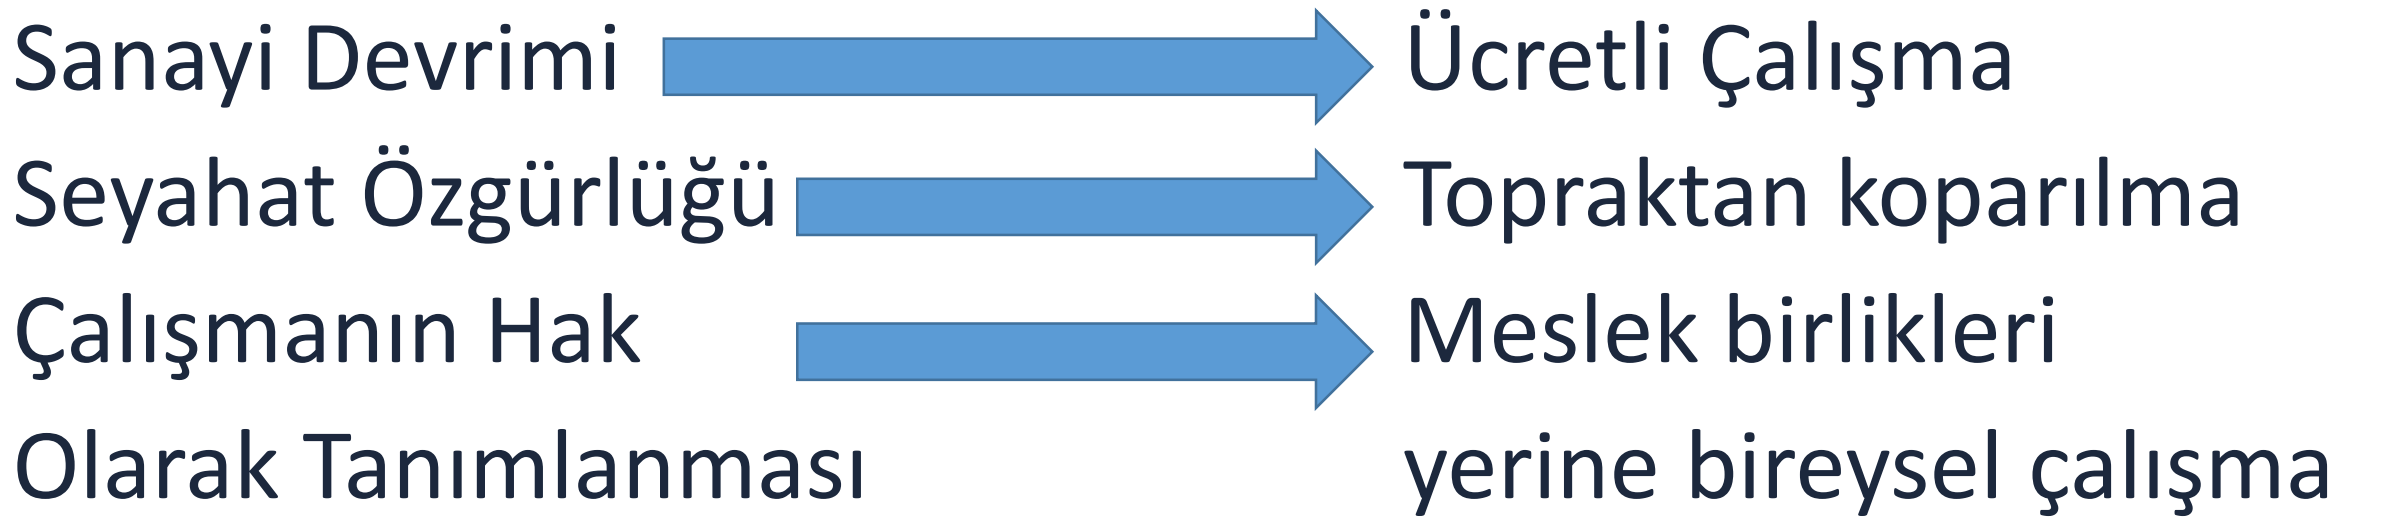 Sanayi Devrimi Ücretli Çalışma
Seyahat Özgürlüğü Topraktan koparılma
Çalışmanın Hak Meslek birlikleri
Olarak Tanımlanması yerine bireysel çalışma